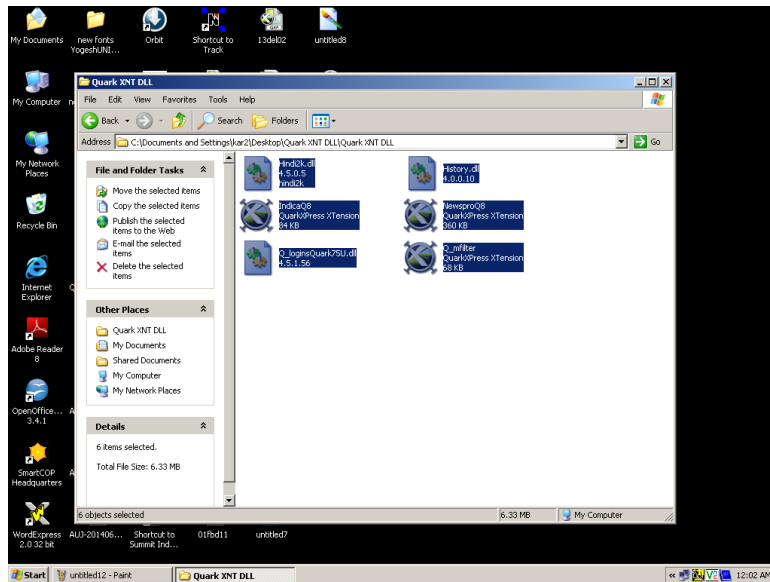 My Documents
new fonts
YogeshUNI...
Orbit
Shortcut to
Track
13del02
untitled8
My Computer
Quark XNT DLL
File Edit View Favorites Tools Help
Back Search Folders
Address C:\Documents and Settings\kar2\Desktop\Quark XNT DLL\Quark XNT DLL Go
My Network
Places
Recycle Bin
Internet
Explorer
Adobe Reader
8
OpenOffice...
3.4.1
SmartCOP
Headquarters
File and Folder Tasks
Move the selected items
Copy the selected items
Publish the selected
items to the Web
E-mail the selected
items
Delete the selected
items
Other Places
Quark XNT DLL
My Documents
Shared Documents
My Computer
My Network Places
Details
6 items selected.
Total File Size: 6.33 MB
Hindi2k.dll
4.5.0.5
hindi2k
History.dll
4.0.0.10
IndicaQ8
QuarkXPress XTension
84 KB
NewsproQ8
QuarkXPress XTension
360 KB
Q_loginsQuark75U.dll
4.5.1.56
Q_mfilter
QuarkXPress XTension
68 KB
6 objects selected 6.33 MB My Computer
WordExpress
2.0 32 bit
AUJ-201406...
Shortcut to
Summit Ind...
01fbd11
untitled7
Start untitled12 - Paint Quark XNT DLL 12:02 AM